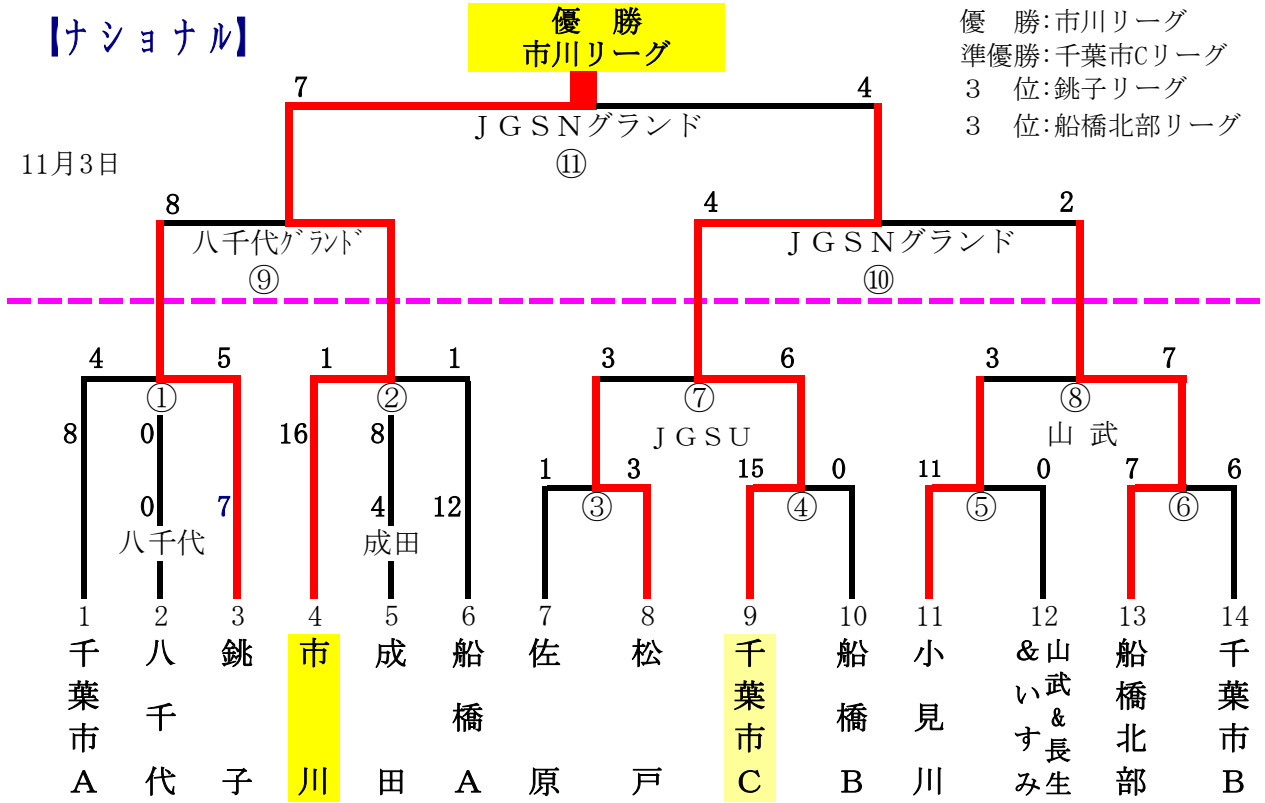 【ナショナル】
優　勝
市川リーグ
優　勝:市川リーグ
準優勝:千葉市Cリーグ
３　位:銚子リーグ
３　位:船橋北部リーグ
7
4
ＪＧＳＮグランド
⑪
11月3日
8
4
2
八千代グランド
ＪＧＳＮグランド
⑨
⑩
4 5 1 1 3 6 3 7
① ② ⑦ ⑧
8 0 16 8
ＪＧＳＵ
山 武
1 3 15 0 11 0 7 6
0 7 4 12
③ ④ ⑤ ⑥
八千代
成田
1 2 3 4 5 6 7 8 9 10 11 12 13 14
千葉市A
八千代
銚子
市川
成田
船橋A
佐原
松戸
千葉市C
船橋B
小見川
山武&長生
&いすみ
船橋北部
千葉市B